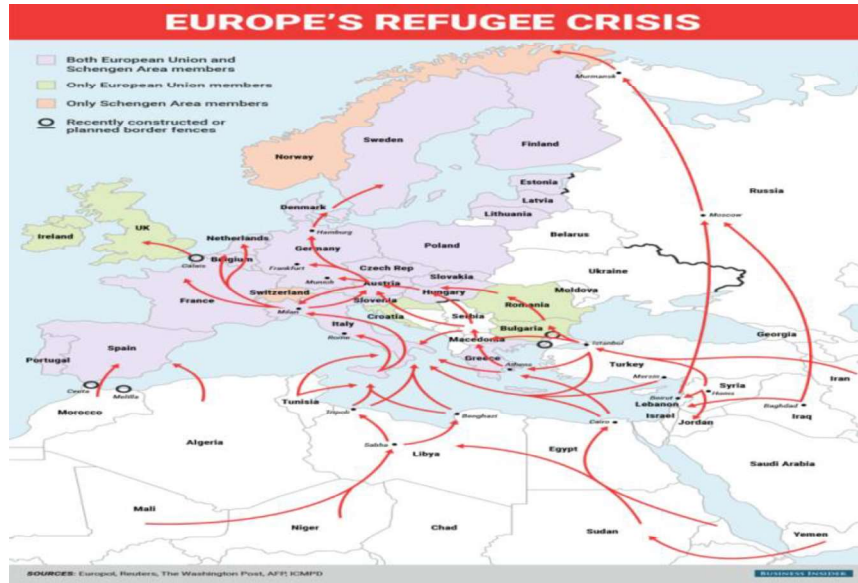 EUROPE'S REFUGEE CRISIS
Both European Union and
Schengen Area members
Only European Union members
Only Schengen Area members
Recently constructed or
planned border fences
Murmansk
Norway
Sweden
Finland
Russia
Estonia
Latvia
Lithuania
Denmark
Moscow
Ireland
UK
Netherlands
Hamburg
Germany
Poland
Belarus
Calais
Belgium
Frankfurt
Czech Rep
Ukraine
Munich
Slovakia
Austria
France
Switzerland
Hungary
Moldova
Slovenia
Romania
Milan
Croatia
Serbia
Italy
Bulgaria
Georgia
Rome
Macedonia
Istanbul
Portugal
Spain
Greece
Athens
Turkey
Mersin
Iran
Ceuta
Melilla
Syria
Homs
Beirut
Lebanon
Baghdad
Iraq
Morocco
Tunisia
Israel
Jordan
Tripoli
Benghazi
Cairo
Algeria
Sabha
Libya
Egypt
Saudi Arabia
Mali
Niger
Chad
Sudan
Yemen
SOURCES: Europol, Reuters, The Washington Post, AFP, ICMPD
BUSINESS INSIDER